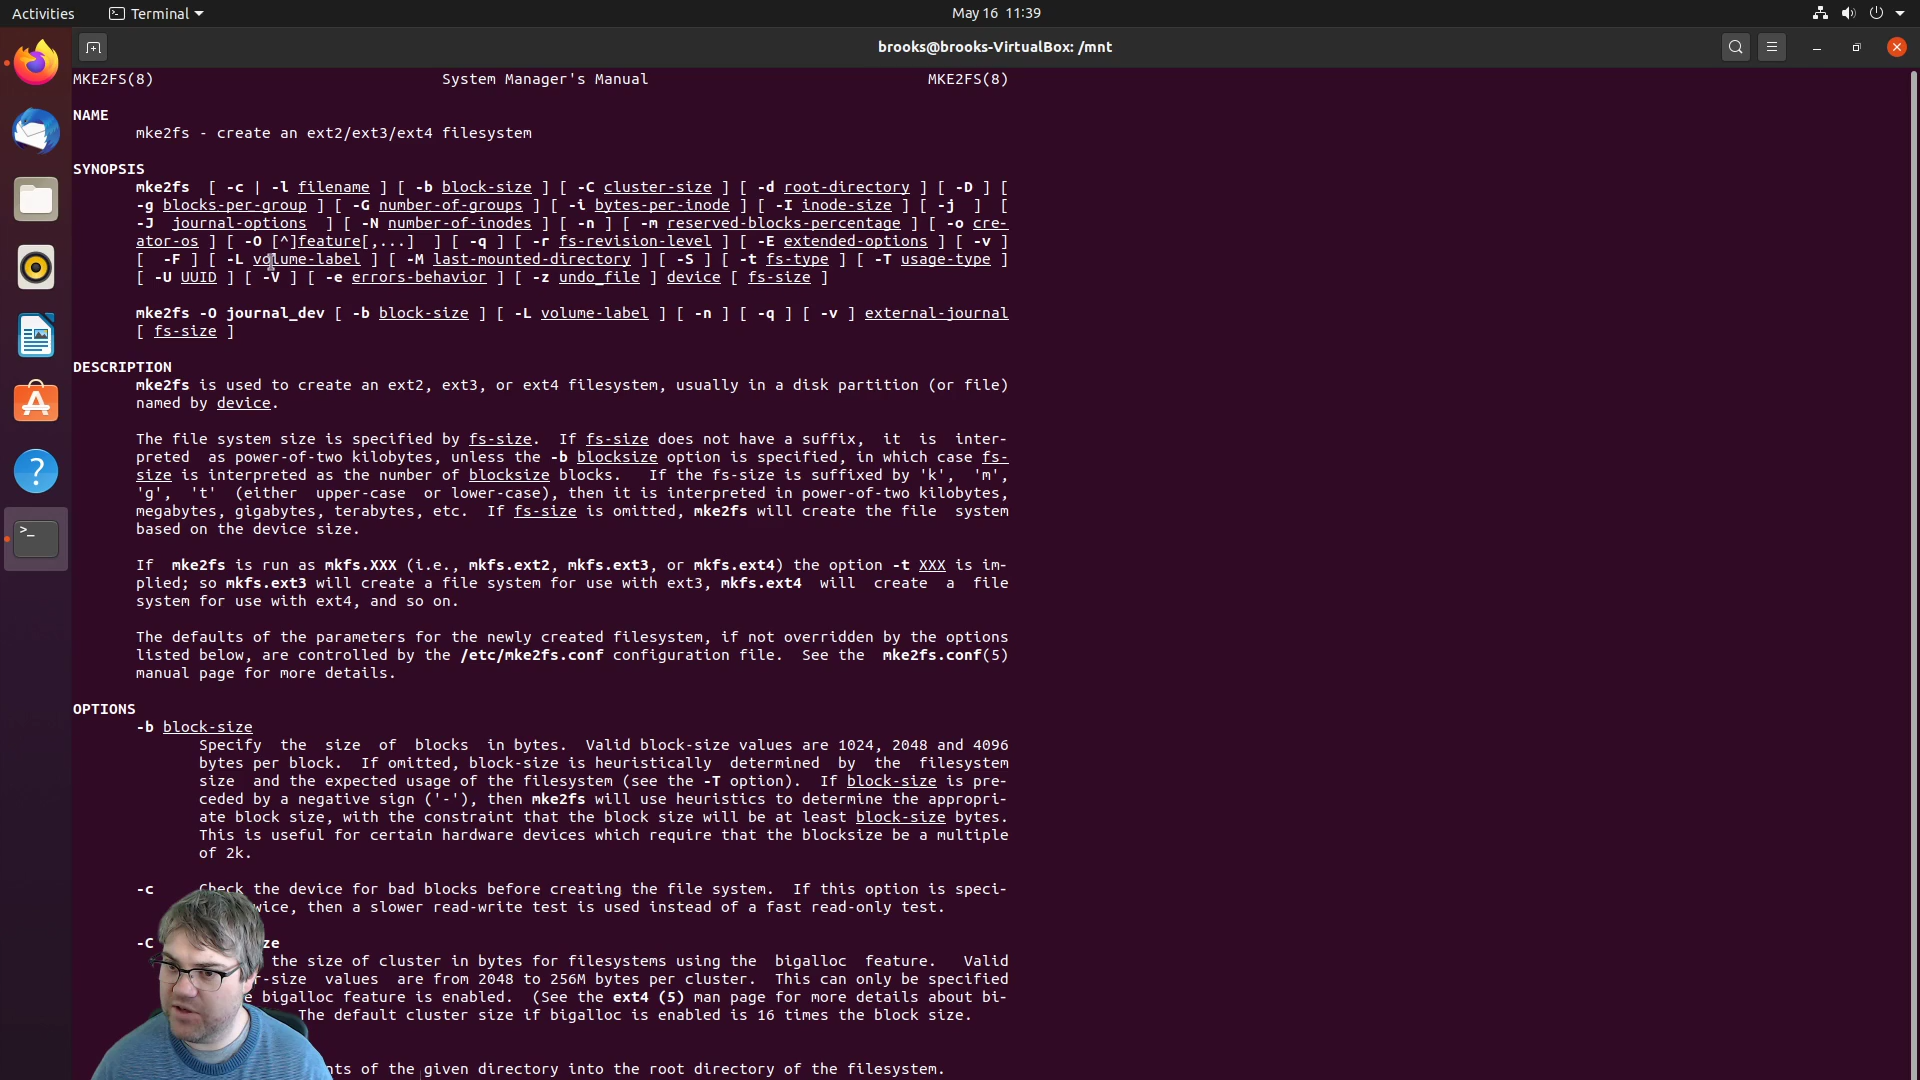 Activities Terminal May 16 11:39
brooks@brooks-VirtualBox: /mnt
MKE2FS(8) System Manager's Manual MKE2FS(8)
NAME
mke2fs - create an ext2/ext3/ext4 filesystem
SYNOPSIS
mke2fs [ -c | -l filename ] [ -b block-size ] [ -C cluster-size ] [ -d root-directory ] [ -D ] [
-g blocks-per-group ] [ -G number-of-groups ] [ -i bytes-per-inode ] [ -I inode-size ] [ -j ] [
-J journal-options ] [ -N number-of-inodes ] [ -n ] [ -m reserved-blocks-percentage ] [ -o cre-
ator-os ] [ -O [^]feature[,...] ] [ -q ] [ -r fs-revision-level ] [ -E extended-options ] [ -v ]
[ -F ] [ -L volume-label ] [ -M last-mounted-directory ] [ -S ] [ -t fs-type ] [ -T usage-type ]
[ -U UUID ] [ -V ] [ -e errors-behavior ] [ -z undo_file ] device [ fs-size ]
mke2fs -O journal_dev [ -b block-size ] [ -L volume-label ] [ -n ] [ -q ] [ -v ] external-journal
[ fs-size ]
DESCRIPTION
mke2fs is used to create an ext2, ext3, or ext4 filesystem, usually in a disk partition (or file)
named by device.
The file system size is specified by fs-size. If fs-size does not have a suffix, it is inter-
preted as power-of-two kilobytes, unless the -b blocksize option is specified, in which case fs-
size is interpreted as the number of blocksize blocks. If the fs-size is suffixed by 'k', 'm',
'g', 't' (either upper-case or lower-case), then it is interpreted in power-of-two kilobytes,
megabytes, gigabytes, terabytes, etc. If fs-size is omitted, mke2fs will create the file system
based on the device size.
If mke2fs is run as mkfs.XXX (i.e., mkfs.ext2, mkfs.ext3, or mkfs.ext4) the option -t XXX is im-
plied; so mkfs.ext3 will create a file system for use with ext3, mkfs.ext4 will create a file
system for use with ext4, and so on.
The defaults of the parameters for the newly created filesystem, if not overridden by the options
listed below, are controlled by the /etc/mke2fs.conf configuration file. See the mke2fs.conf(5)
manual page for more details.
OPTIONS
-b block-size
Specify the size of blocks in bytes. Valid block-size values are 1024, 2048 and 4096
bytes per block. If omitted, block-size is heuristically determined by the filesystem
size and the expected usage of the filesystem (see the -T option). If block-size is pre-
ceded by a negative sign ('-'), then mke2fs will use heuristics to determine the appropri-
ate block size, with the constraint that the block size will be at least block-size bytes.
This is useful for certain hardware devices which require that the blocksize be a multiple
of 2k.
-c Check the device for bad blocks before creating the file system. If this option is speci-
wice, then a slower read-write test is used instead of a fast read-only test.
-C ze
the size of cluster in bytes for filesystems using the bigalloc feature. Valid
r-size values are from 2048 to 256M bytes per cluster. This can only be specified
e bigalloc feature is enabled. (See the ext4 (5) man page for more details about bi-
The default cluster size if bigalloc is enabled is 16 times the block size.
nts of the given directory into the root directory of the filesystem.